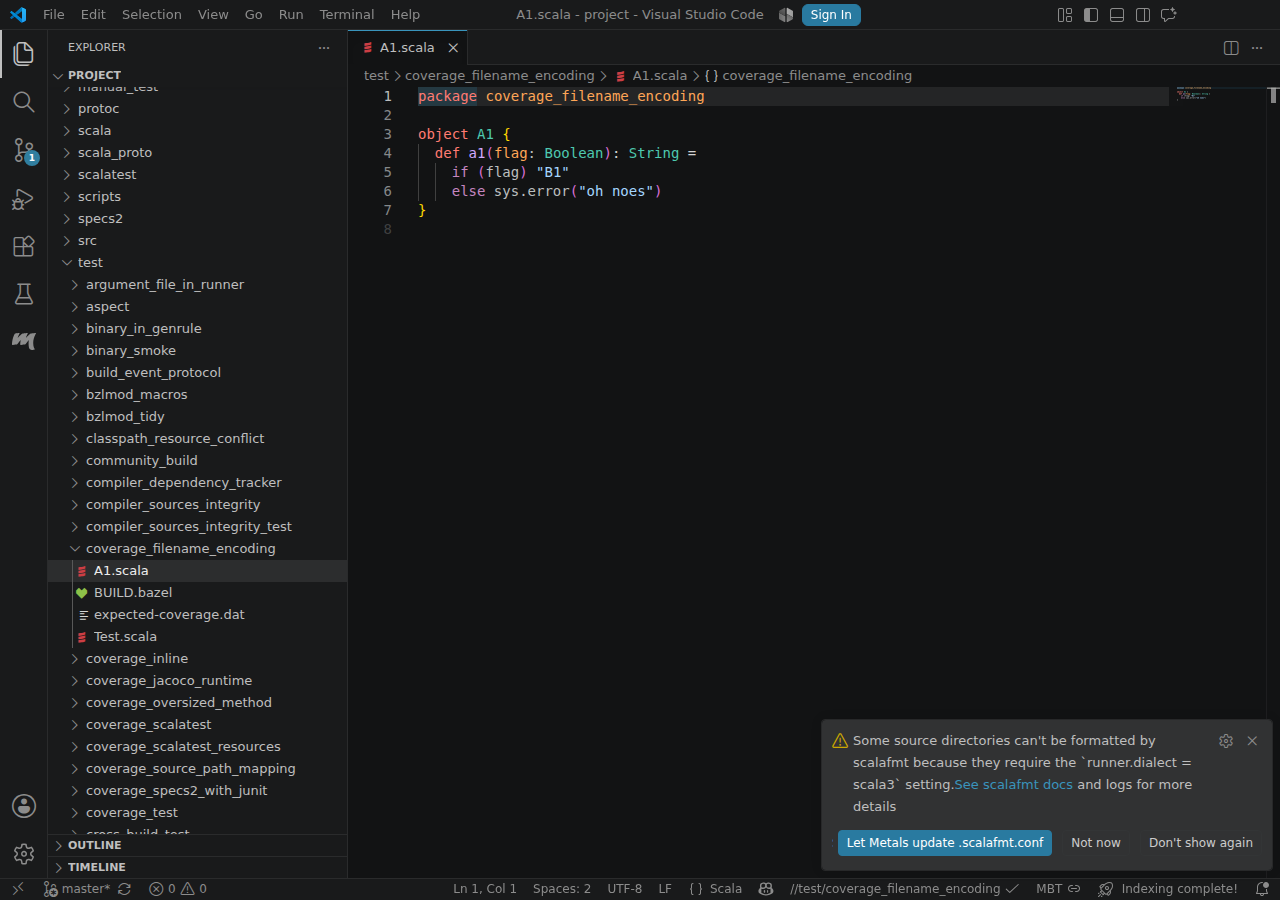 File Edit Selection View Go Run Terminal Help
A1.scala - project - Visual Studio Code
Sign In
EXPLORER
PROJECT
manual_test
protoc
scala
scala_proto
scalatest
scripts
specs2
src
test
argument_file_in_runner
aspect
binary_in_genrule
binary_smoke
build_event_protocol
bzlmod_macros
bzlmod_tidy
classpath_resource_conflict
community_build
compiler_dependency_tracker
compiler_sources_integrity
compiler_sources_integrity_test
coverage_filename_encoding
A1.scala
BUILD.bazel
expected-coverage.dat
Test.scala
coverage_inline
coverage_jacoco_runtime
coverage_oversized_method
coverage_scalatest
coverage_scalatest_resources
coverage_source_path_mapping
coverage_specs2_with_junit
coverage_test
cross_build_test
OUTLINE
TIMELINE
1
A1.scala
test > coverage_filename_encoding > A1.scala > { } coverage_filename_encoding
1 package coverage_filename_encoding
2
3 object A1 {
4 def a1(flag: Boolean): String =
5 if (flag) "B1"
6 else sys.error("oh noes")
7 }
8
Some source directories can't be formatted by
scalafmt because they require the `runner.dialect =
scala3` setting.See scalafmt docs and logs for more
details
Let Metals update .scalafmt.conf
Not now
Don't show again
master* 0 0
Ln 1, Col 1 Spaces: 2 UTF-8 LF { } Scala //test/coverage_filename_encoding MBT Indexing complete!